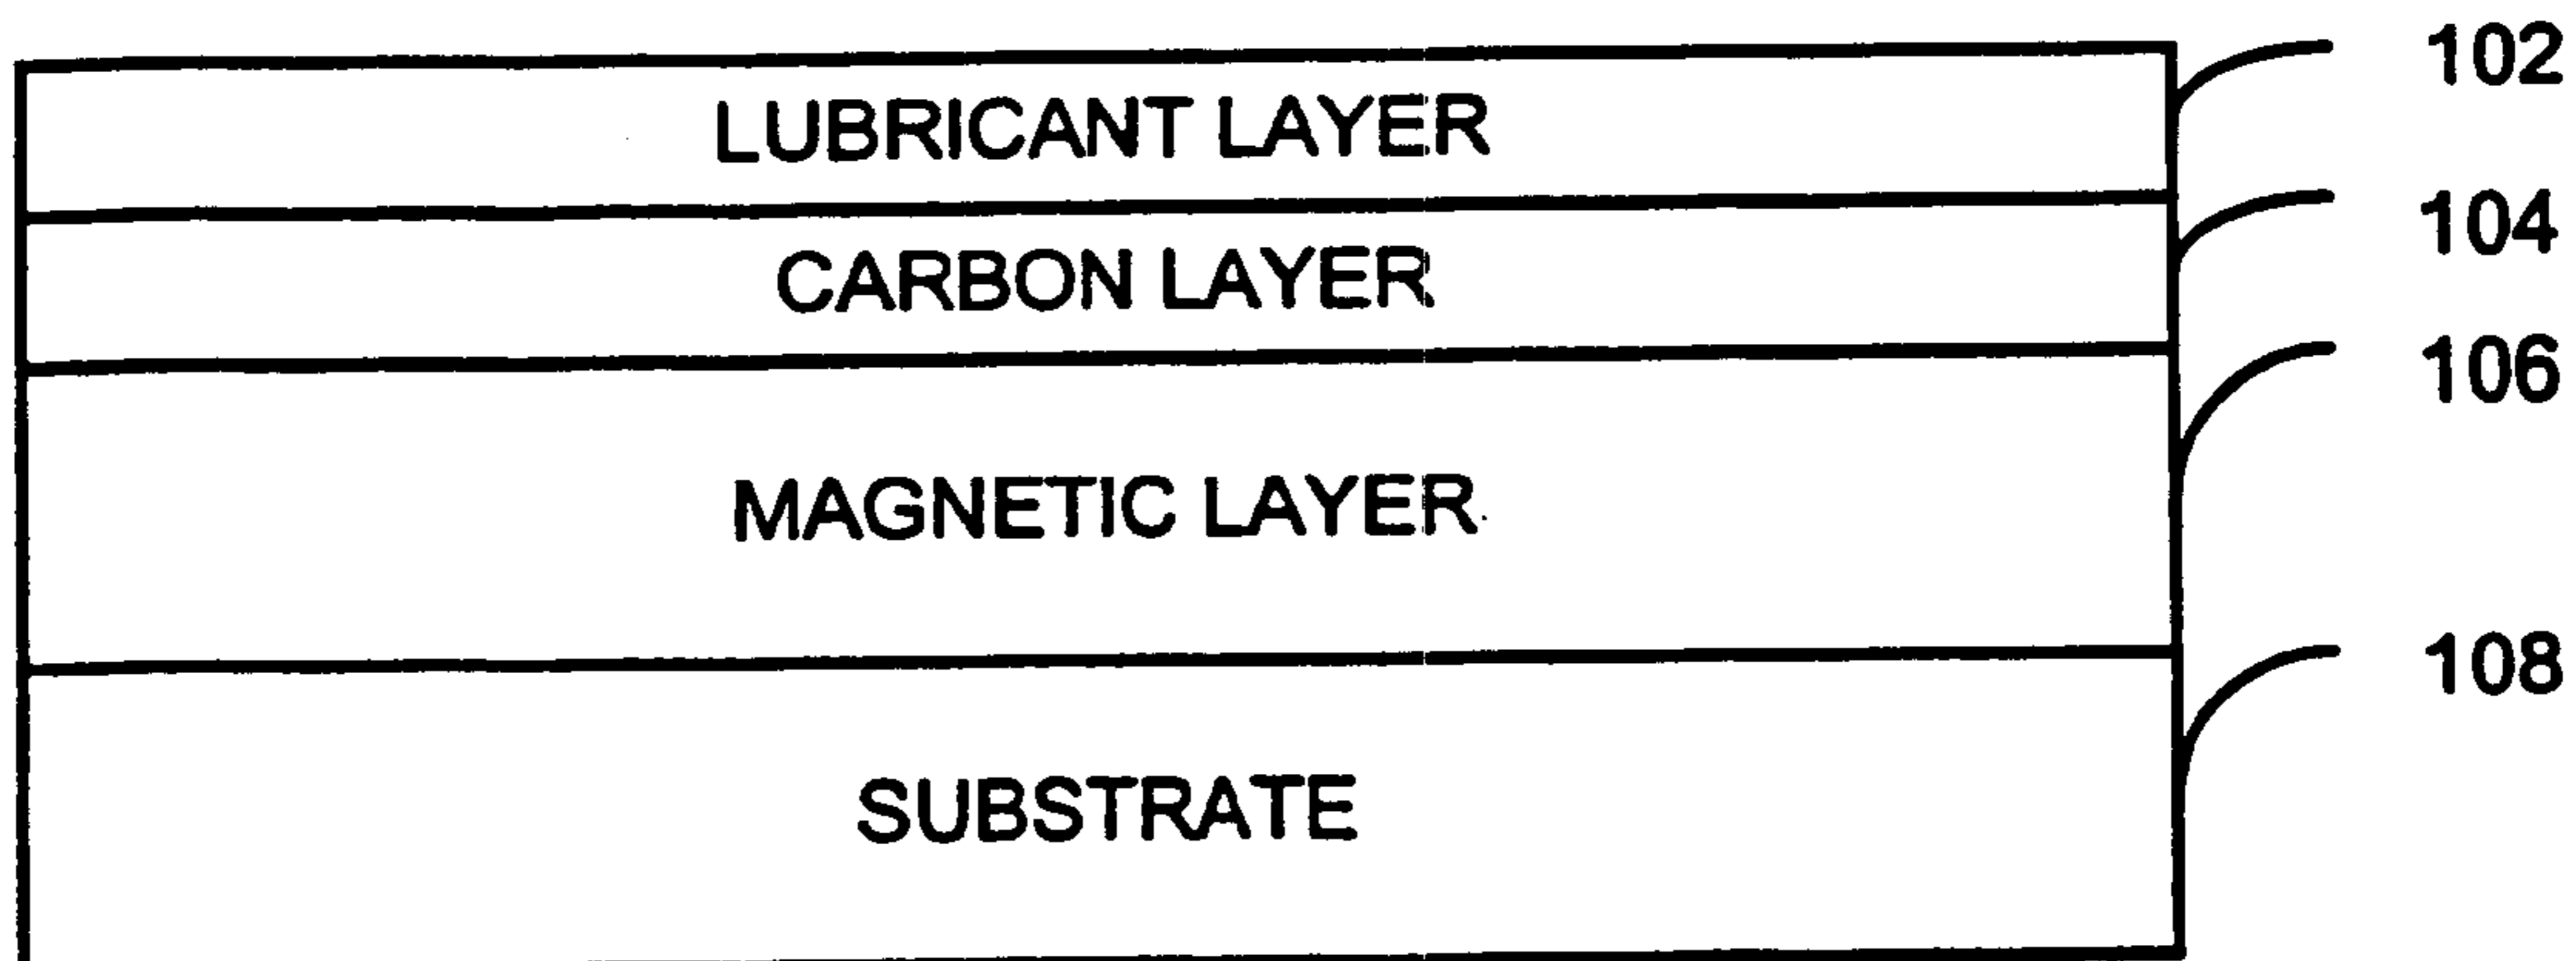 LUBRICANT LAYER 102
CARBON LAYER 104
MAGNETIC LAYER 106
SUBSTRATE 108